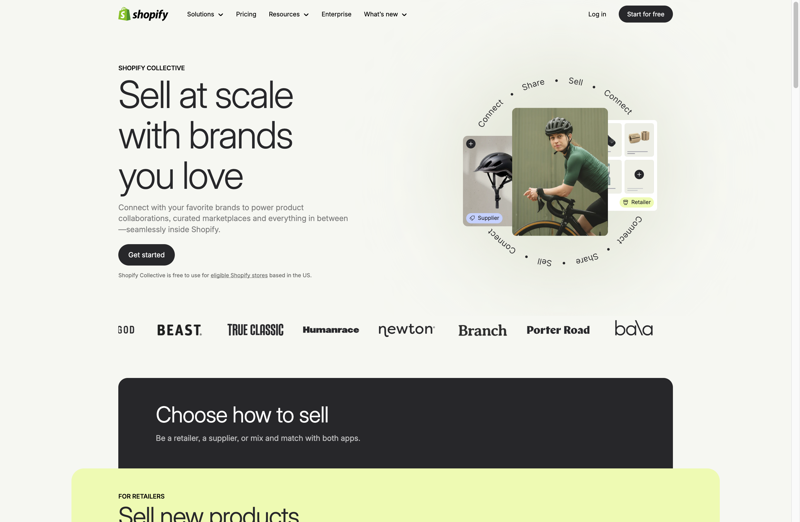 shopify
Solutions
Pricing
Resources
Enterprise
What's new
Log in
Start for free
SHOPIFY COLLECTIVE
Sell at scale
with brands
you love
Connect with your favorite brands to power product
collaborations, curated marketplaces and everything in between
—seamlessly inside Shopify.
Get started
Shopify Collective is free to use for eligible Shopify stores based in the US.
Connect • Share • Sell • Connect
Connect • Share • Sell • Connect
Supplier
Retailer
GOD
BEAST.
TRUE CLASSIC
Humanrace
newton
Branch
Porter Road
bala
Choose how to sell
Be a retailer, a supplier, or mix and match with both apps.
FOR RETAILERS
Sell new products